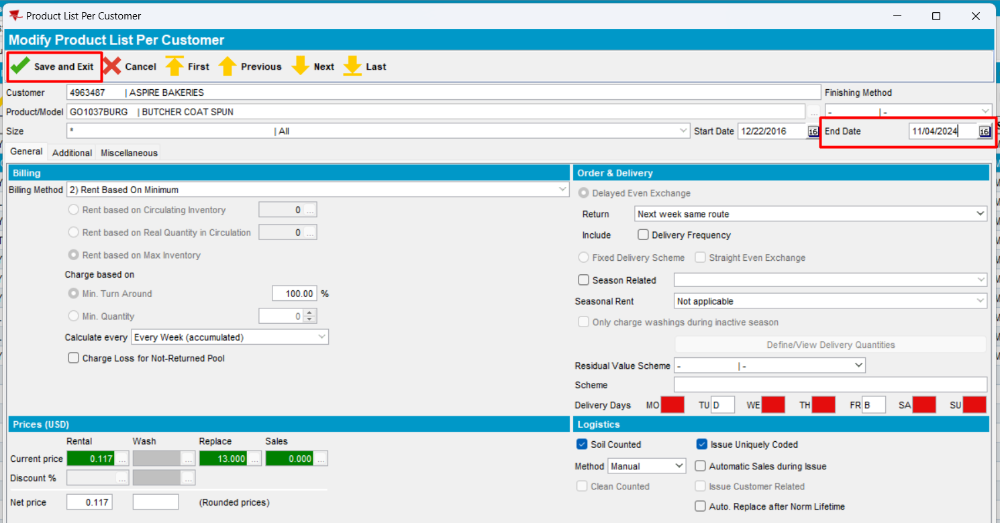 Product List Per Customer
Modify Product List Per Customer
Save and Exit Cancel First Previous Next Last
Customer 4963487 | ASPIRE BAKERIES Finishing Method
Product/Model GO1037BURG | BUTCHER COAT SPUN ... - | -
Size * | All Start Date 12/22/2016 16 End Date 11/04/2024 16
General Additional Miscellaneous
Billing
Billing Method 2) Rent Based On Minimum
Rent based on Circulating Inventory 0 ...
Rent based on Real Quantity in Circulation 0 ...
Rent based on Max Inventory
Charge based on
Min. Turn Around 100.00 %
Min. Quantity 0
Calculate every Every Week (accumulated)
Charge Loss for Not-Returned Pool
Order & Delivery
Delayed Even Exchange
Return Next week same route
Include Delivery Frequency
Fixed Delivery Scheme Straight Even Exchange
Season Related
Seasonal Rent Not applicable
Only charge washings during inactive season
Define/View Delivery Quantities
Residual Value Scheme - | -
Scheme
Delivery Days MO TU D WE TH FR B SA SU
Prices (USD)
Rental Wash Replace Sales
Current price 0.117 ... ... 13.000 ... 0.000 ...
Discount % ... ...
Net price 0.117 (Rounded prices)
Logistics
Soil Counted Issue Uniquely Coded
Method Manual Automatic Sales during Issue
Clean Counted Issue Customer Related
Auto. Replace after Norm Lifetime